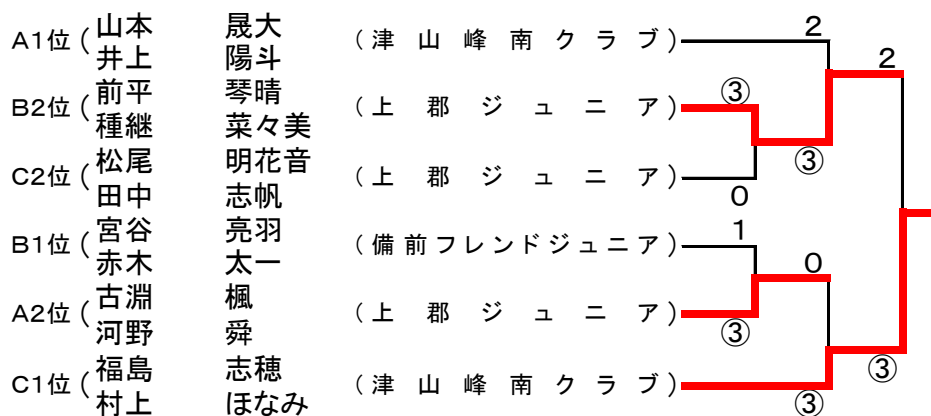 山本 晟大
A1位 ( (津山峰南クラブ) 2
井上 陽斗
2
前平 琴晴
B2位 ( (上郡ジュニア) ③
種継 菜々美
③
松尾 明花音
C2位 ( (上郡ジュニア) 0
田中 志帆
宮谷 亮羽
B1位 ( (備前フレンドジュニア) 1
赤木 太一
0
古淵 楓
A2位 ( (上郡ジュニア) ③
河野 舜
③
福島 志穂
C1位 ( (津山峰南クラブ) ③
村上 ほなみ